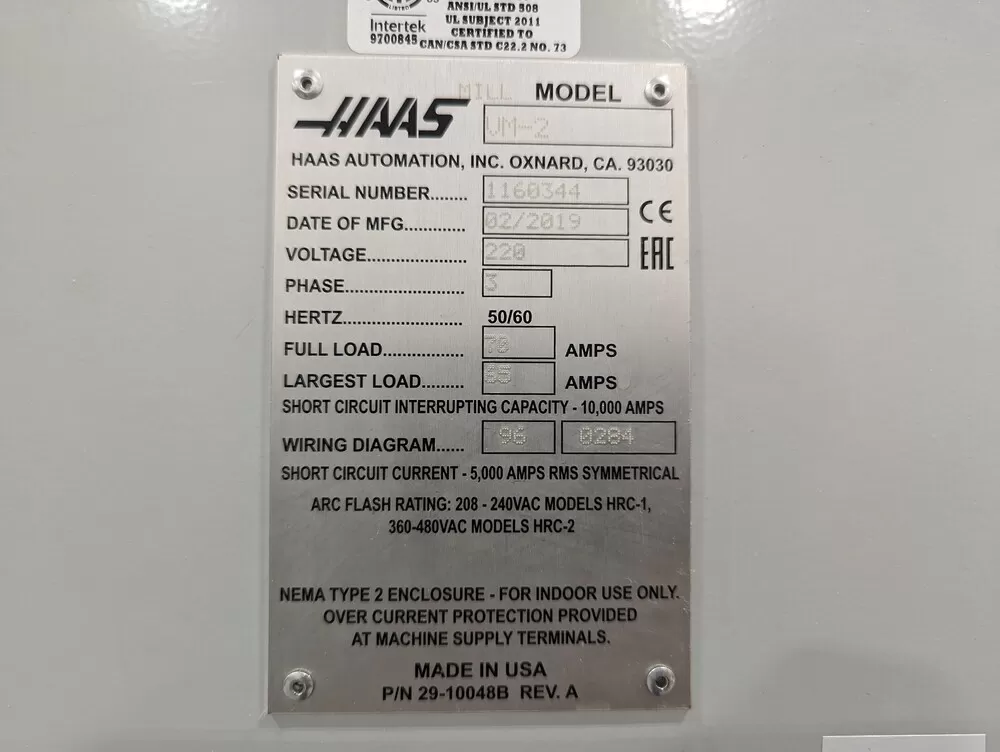 ANSI/UL STD 508
UL SUBJECT 2011
CERTIFIED TO
CAN/CSA STD C22.2 NO. 73
Intertek
9700845
HAAS
MILL MODEL
VM-2
HAAS AUTOMATION, INC. OXNARD, CA. 93030
SERIAL NUMBER........ 1160344
DATE OF MFG............. 02/2019
CE
VOLTAGE..................... 220
EAC
PHASE......................... 3
HERTZ......................... 50/60
FULL LOAD................. 70 AMPS
LARGEST LOAD......... AMPS
SHORT CIRCUIT INTERRUPTING CAPACITY - 10,000 AMPS
WIRING DIAGRAM...... 96 0284
SHORT CIRCUIT CURRENT - 5,000 AMPS RMS SYMMETRICAL
ARC FLASH RATING: 208 - 240VAC MODELS HRC-1,
360-480VAC MODELS HRC-2
NEMA TYPE 2 ENCLOSURE - FOR INDOOR USE ONLY.
OVER CURRENT PROTECTION PROVIDED
AT MACHINE SUPPLY TERMINALS.
MADE IN USA
P/N 29-10048B REV. A